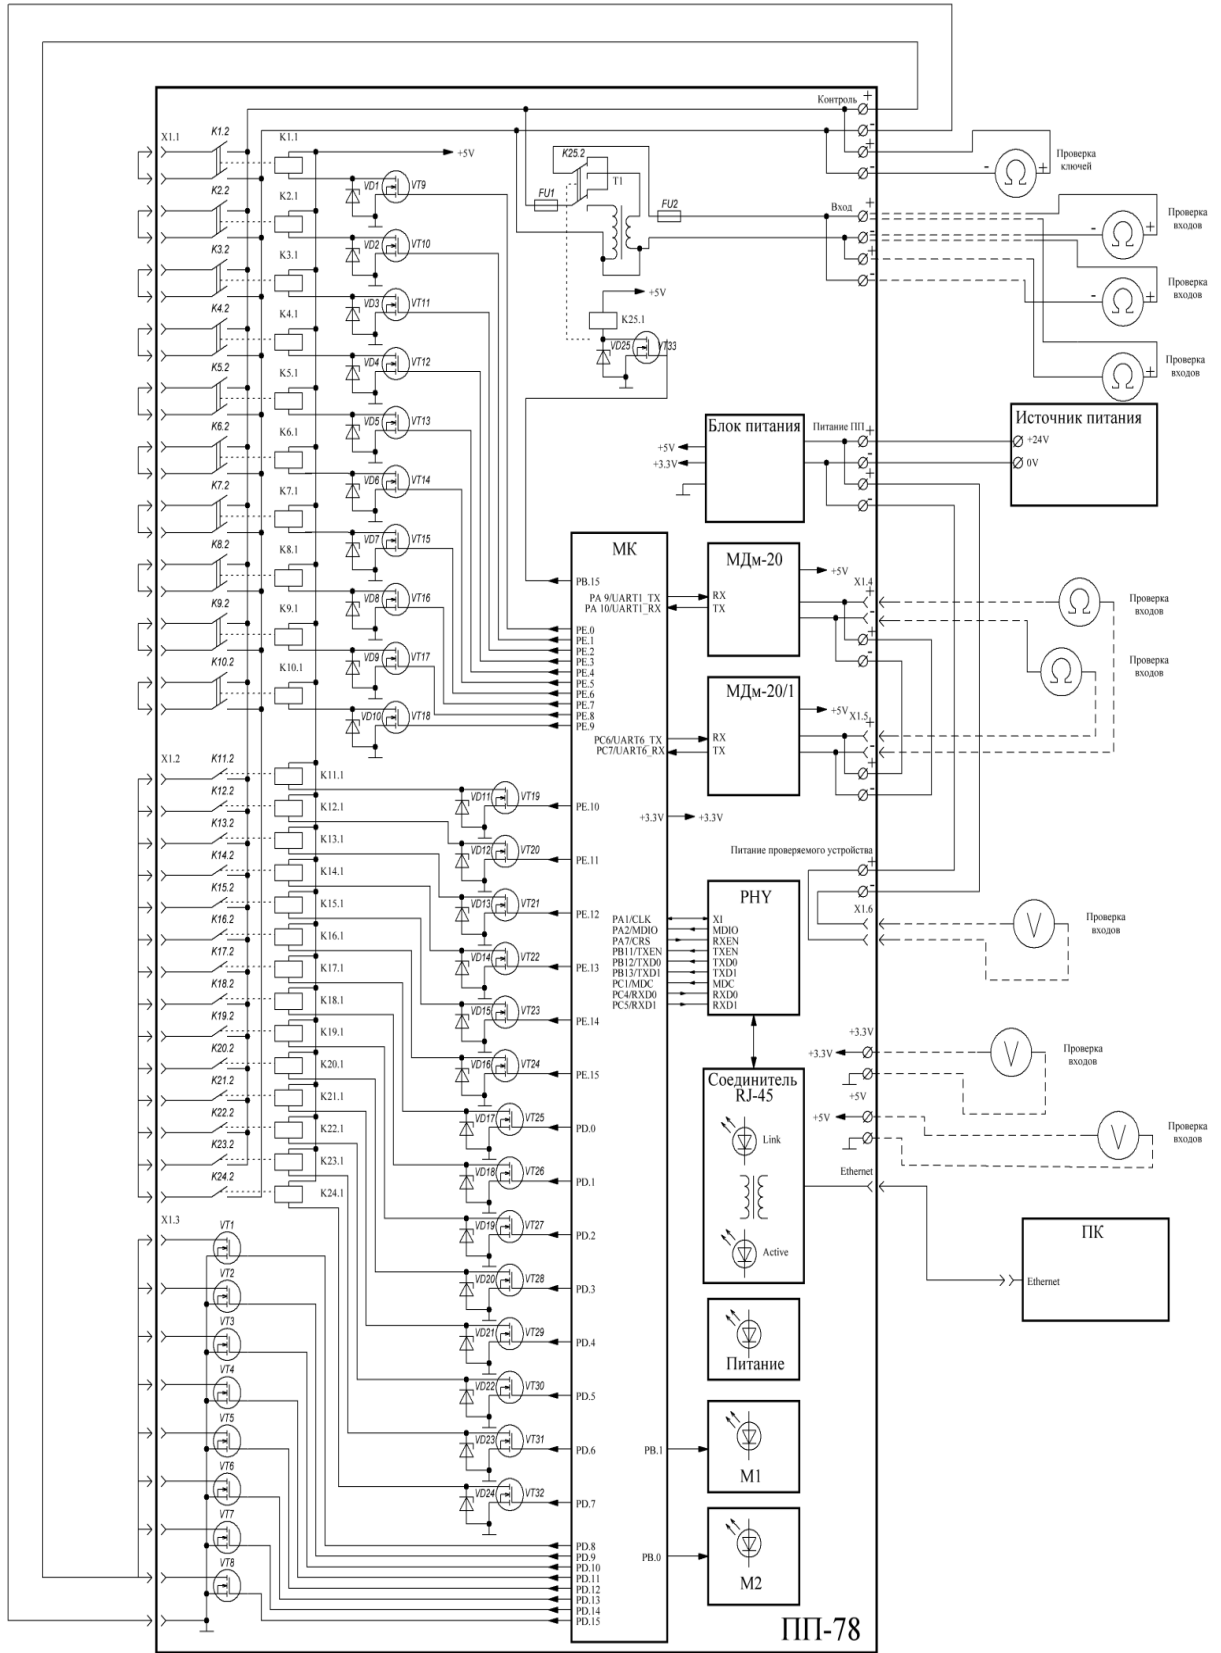 Контроль
+
-
+
-
Проверка
ключей
- Ω +
X1.1
K1.2
K1.1
+5V
K25.2
T1
FU1
FU2
Вход
+
-
+
-
Проверка
входов
- Ω +
Проверка
входов
- Ω +
Проверка
входов
Ω +
VD1
VT9
K2.2
K2.1
VD2
VT10
K3.2
K3.1
VD3
VT11
K4.2
K4.1
VD4
VT12
K5.2
K5.1
VD5
VT13
K6.2
K6.1
VD6
VT14
K7.2
K7.1
VD7
VT15
K8.2
K8.1
VD8
VT16
K9.2
K9.1
VD9
VT17
K10.2
K10.1
VD10
VT18
+5V
K25.1
VD25
VT33
Блок питания
+5V
+3.3V
Питание ПП
+
-
+
-
Источник питания
+24V
0V
МК
PB.15
PA 9/UART1_TX
PA 10/UART1_RX
PE.0
PE.1
PE.2
PE.3
PE.4
PE.5
PE.6
PE.7
PE.8
PE.9
PC6/UART6_TX
PC7/UART6_RX
МДм-20
RX
TX
+5V
X1.4
+
-
+
-
Ω
Проверка
входов
Ω
Проверка
входов
МДм-20/1
RX
TX
+5V
X1.5
+
-
+
-
X1.2
K11.2
K11.1
K12.2
K12.1
K13.2
K13.1
K14.2
K14.1
K15.2
K15.1
K16.2
K16.1
K17.2
K17.1
K18.2
K18.1
K19.2
K19.1
K20.2
K20.1
K21.2
K21.1
K22.2
K22.1
K23.2
K23.1
K24.2
K24.1
VD11
VT19
PE.10
VD12
VT20
PE.11
VD13
VT21
PE.12
VD14
VT22
PE.13
VD15
VT23
PE.14
VD16
VT24
PE.15
VD17
VT25
PD.0
VD18
VT26
PD.1
VD19
VT27
PD.2
VD20
VT28
PD.3
VD21
VT29
PD.4
VD22
VT30
PD.5
VD23
VT31
PD.6
VD24
VT32
PD.7
+3.3V
+3.3V
Питание проверяемого устройства
+
-
X1.6
V
Проверка
входов
PHY
PA1/CLK
XI
PA2/MDIO
MDIO
PA7/CRS
RXEN
PB11/TXEN
TXEN
PB12/TXD0
TXD0
PB13/TXD1
TXD1
PC1/MDC
MDC
PC4/RXD0
RXD0
PC5/RXD1
RXD1
+3.3V
+3.3V
V
Проверка
входов
+5V
+5V
V
Проверка
входов
Соединитель
RJ-45
Link
Active
Ethernet
ПК
Ethernet
X1.3
VT1
VT2
VT3
VT4
VT5
VT6
VT7
VT8
PD.8
PD.9
PD.10
PD.11
PD.12
PD.13
PD.14
PD.15
Питание
PB.1
М1
PB.0
М2
ПП-78